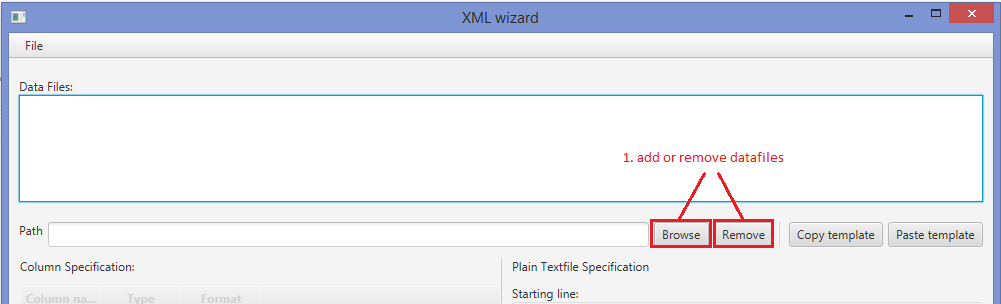 XML wizard
File
Data Files:
1. add or remove datafiles
Path
Browse
Remove
Copy template
Paste template
Column Specification:
Plain Textfile Specification
Column na...
Type
Format
Starting line: